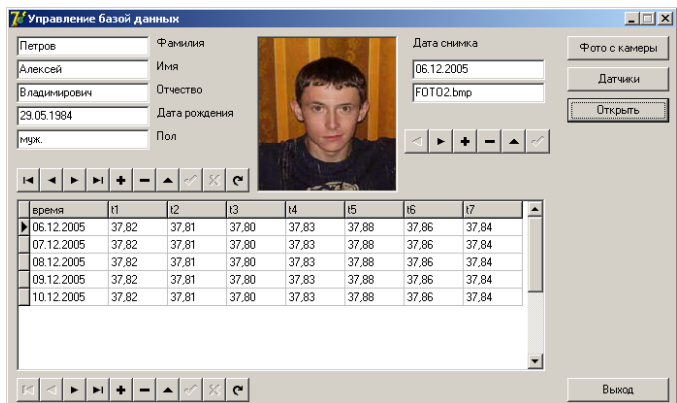 Управление базой данных
Петров Фамилия
Алексей Имя
Владимирович Отчество
29.05.1984 Дата рождения
муж. Пол
Дата снимка
06.12.2005
FOTO2.bmp
Фото с камеры
Датчики
Открыть
время t1 t2 t3 t4 t5 t6 t7
06.12.2005 37,82 37,81 37,80 37,83 37,88 37,86 37,84
07.12.2005 37,82 37,81 37,80 37,83 37,88 37,86 37,84
08.12.2005 37,82 37,81 37,80 37,83 37,88 37,86 37,84
09.12.2005 37,82 37,81 37,80 37,83 37,88 37,86 37,84
10.12.2005 37,82 37,81 37,80 37,83 37,88 37,86 37,84
Выход